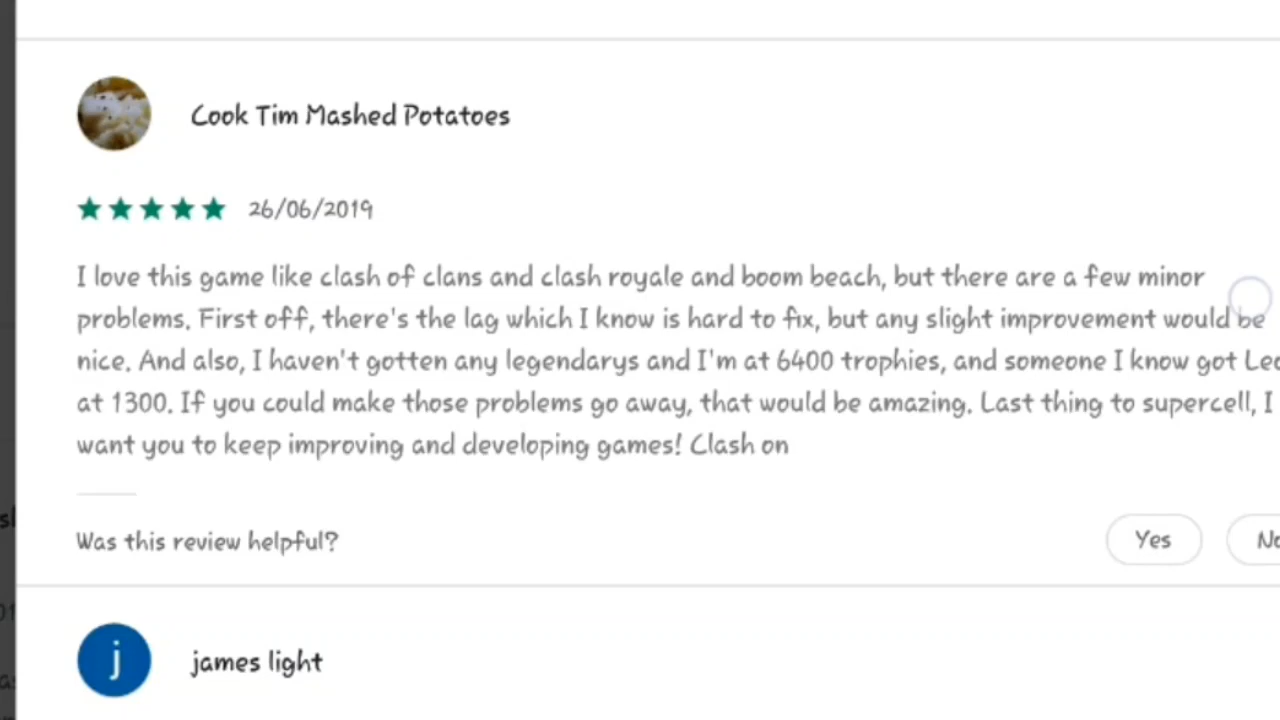 Cook Tim Mashed Potatoes
26/06/2019
I love this game like clash of clans and clash royale and boom beach, but there are a few minor
problems. First off, there's the lag which I know is hard to fix, but any slight improvement would be
nice. And also, I haven't gotten any legendarys and I'm at 6400 trophies, and someone I know got
at 1300. If you could make those problems go away, that would be amazing. Last thing to supercell, I
want you to keep improving and developing games! Clash on
Was this review helpful?
Yes
j
james light